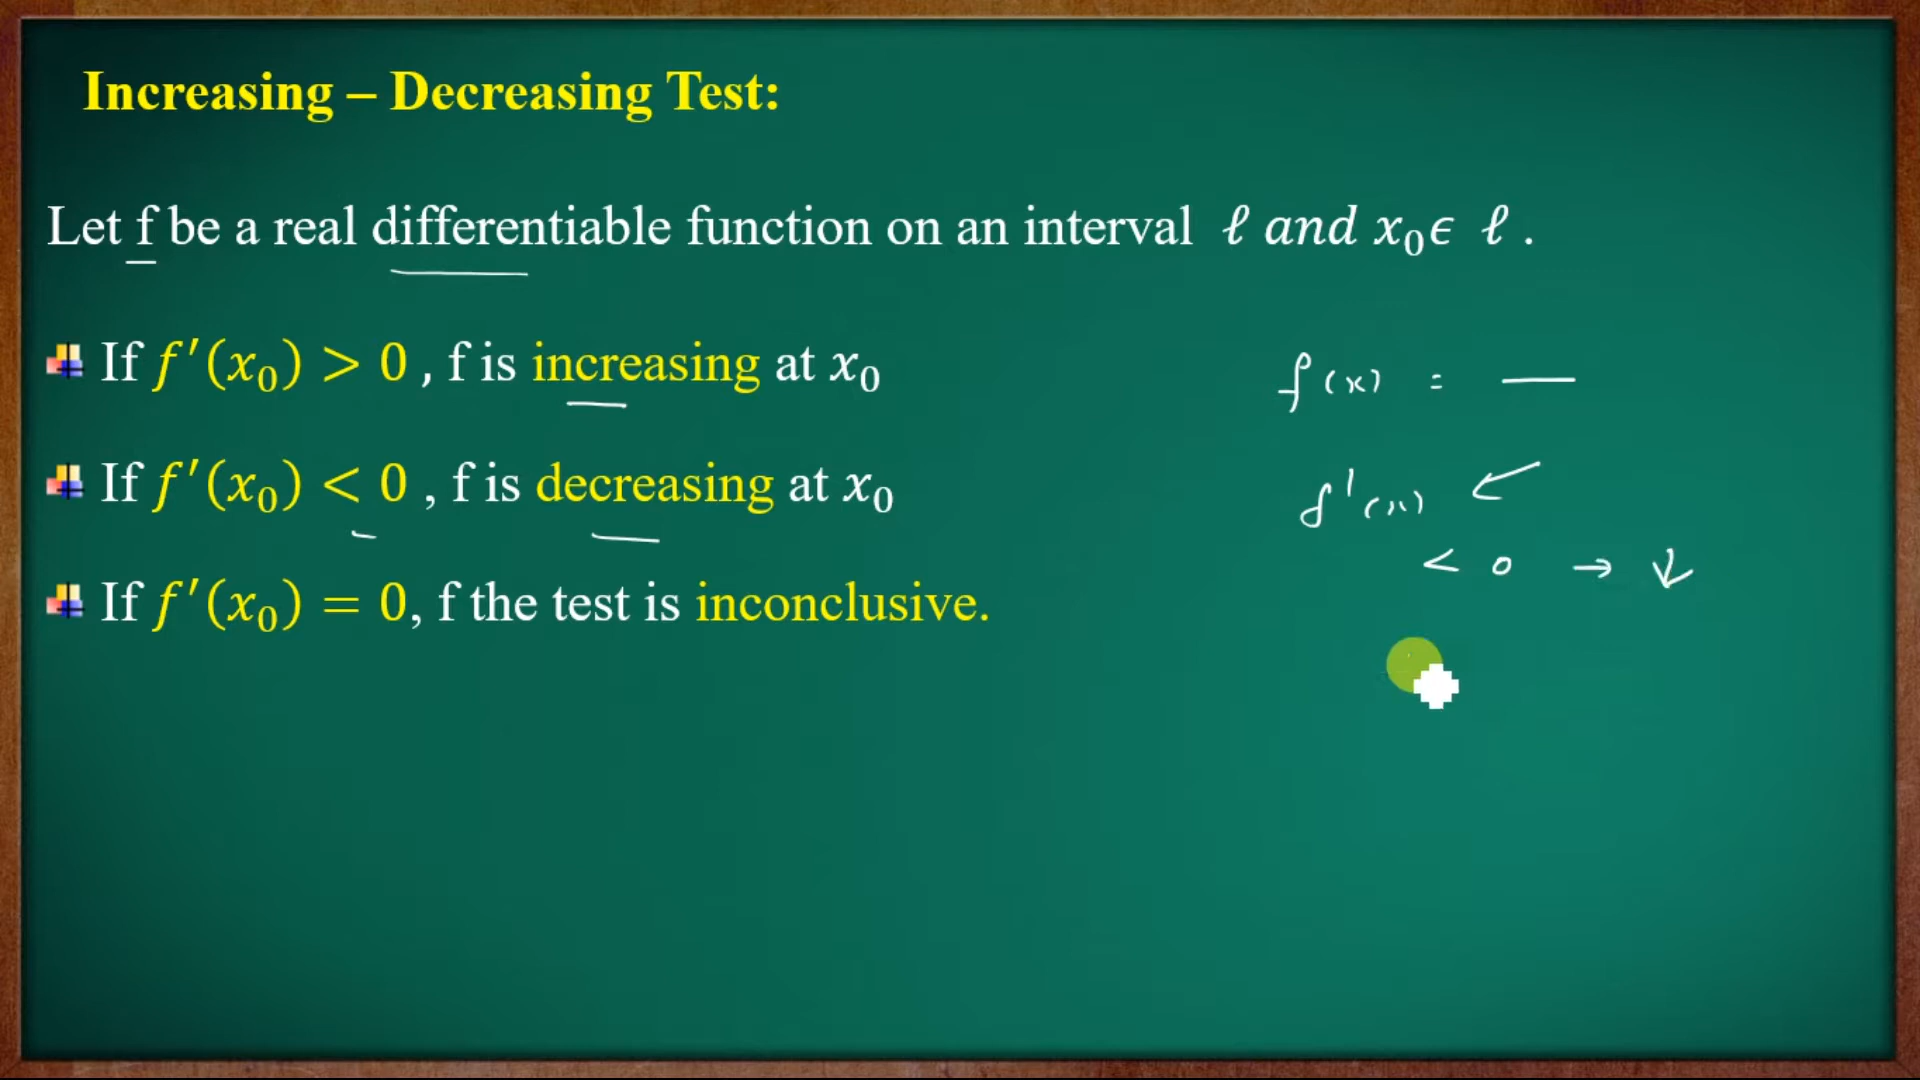 Increasing – Decreasing Test:
Let f be a real differentiable function on an interval ℓ and x₀ϵ ℓ .
If f′(x₀) > 0 , f is increasing at x₀
If f′(x₀) < 0 , f is decreasing at x₀
If f′(x₀) = 0, f the test is inconclusive.
f(x) = —
f'(x) ↙
< 0 → ↓